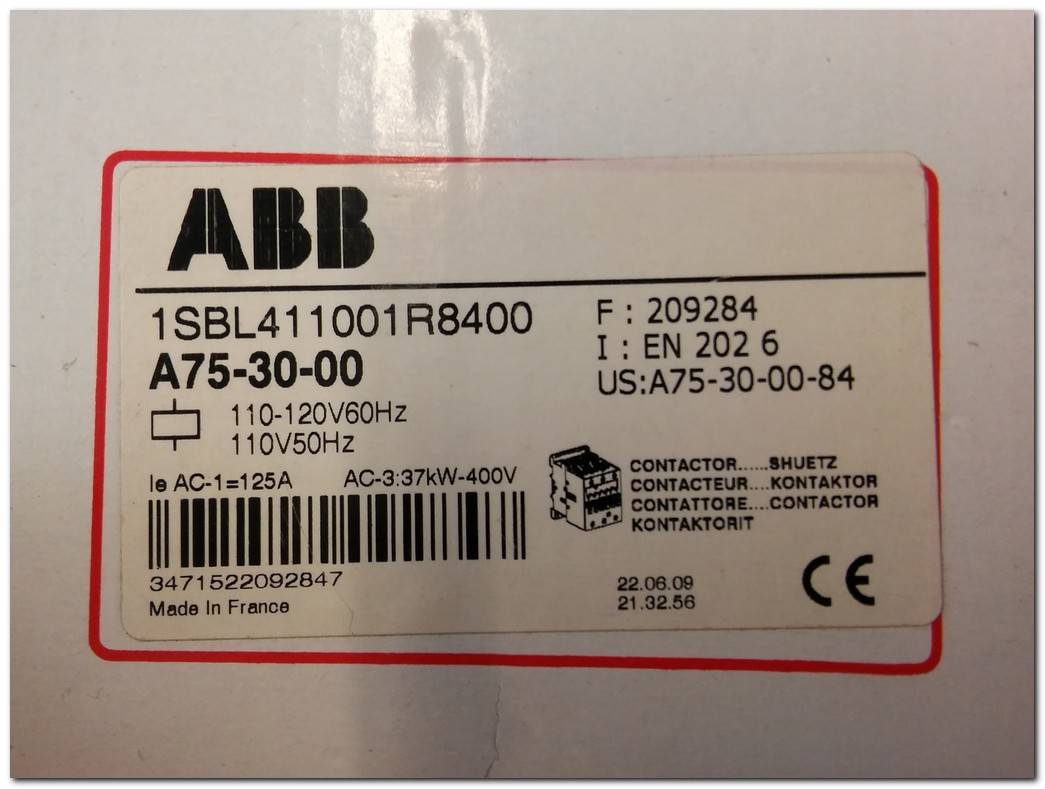 ABB
1SBL411001R8400
A75-30-00
110-120V60Hz
110V50Hz
Ie AC-1=125A AC-3:37kW-400V
3471522092847
Made In France
F : 209284
I : EN 202 6
US:A75-30-00-84
CONTACTOR.....SHUETZ
CONTACTEUR...KONTAKTOR
CONTATTORE....CONTACTOR
KONTAKTORIT
22.06.09
21.32.56
CE